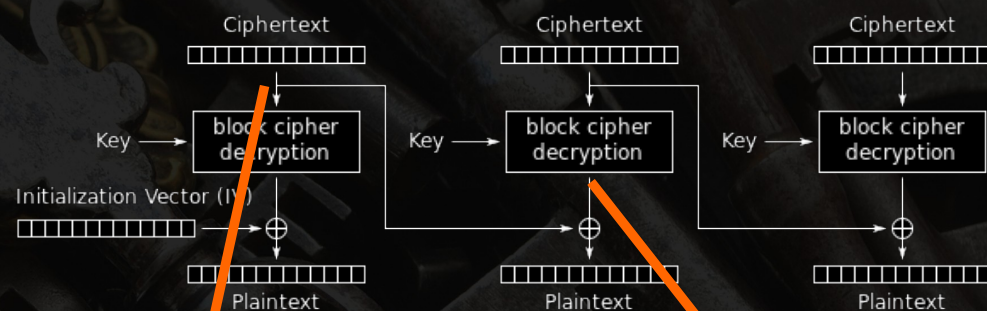 Ciphertext
Ciphertext
Ciphertext
Key
block cipher
decryption
Key
block cipher
decryption
Key
block cipher
decryption
Initialization Vector (IV)
Plaintext
Plaintext
Plaintext